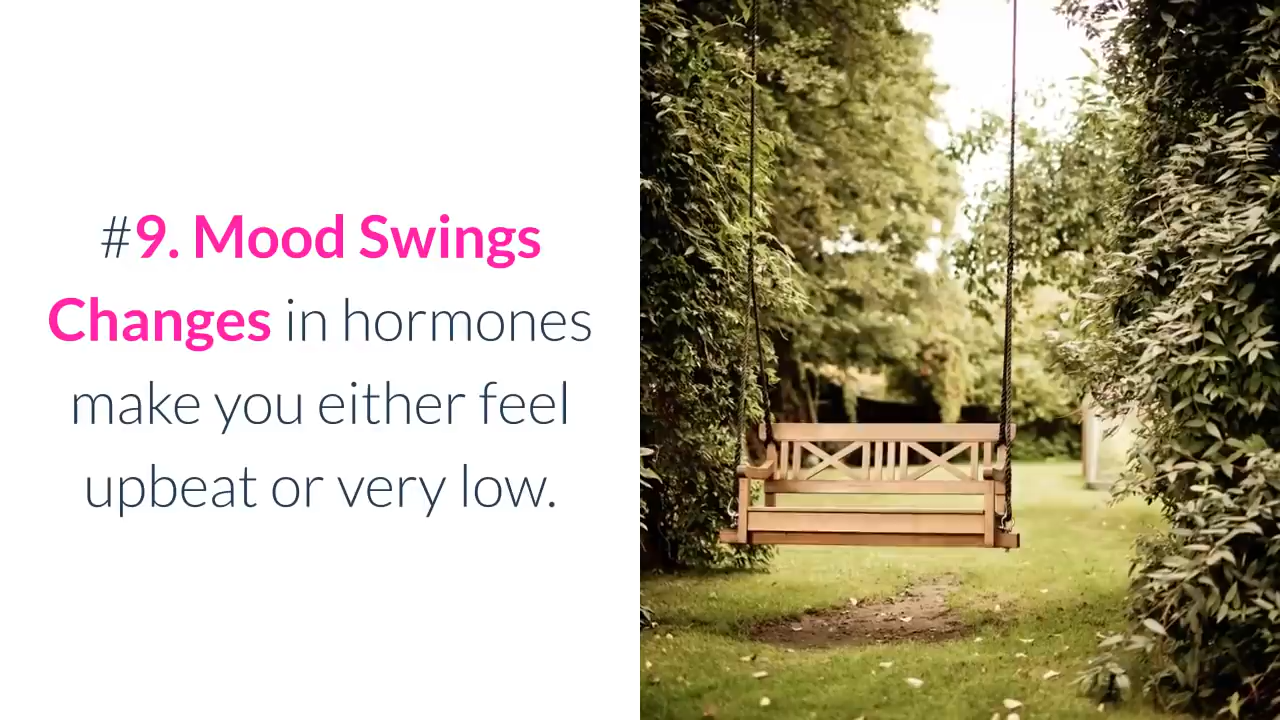 #9. Mood Swings
Changes in hormones
make you either feel
upbeat or very low.